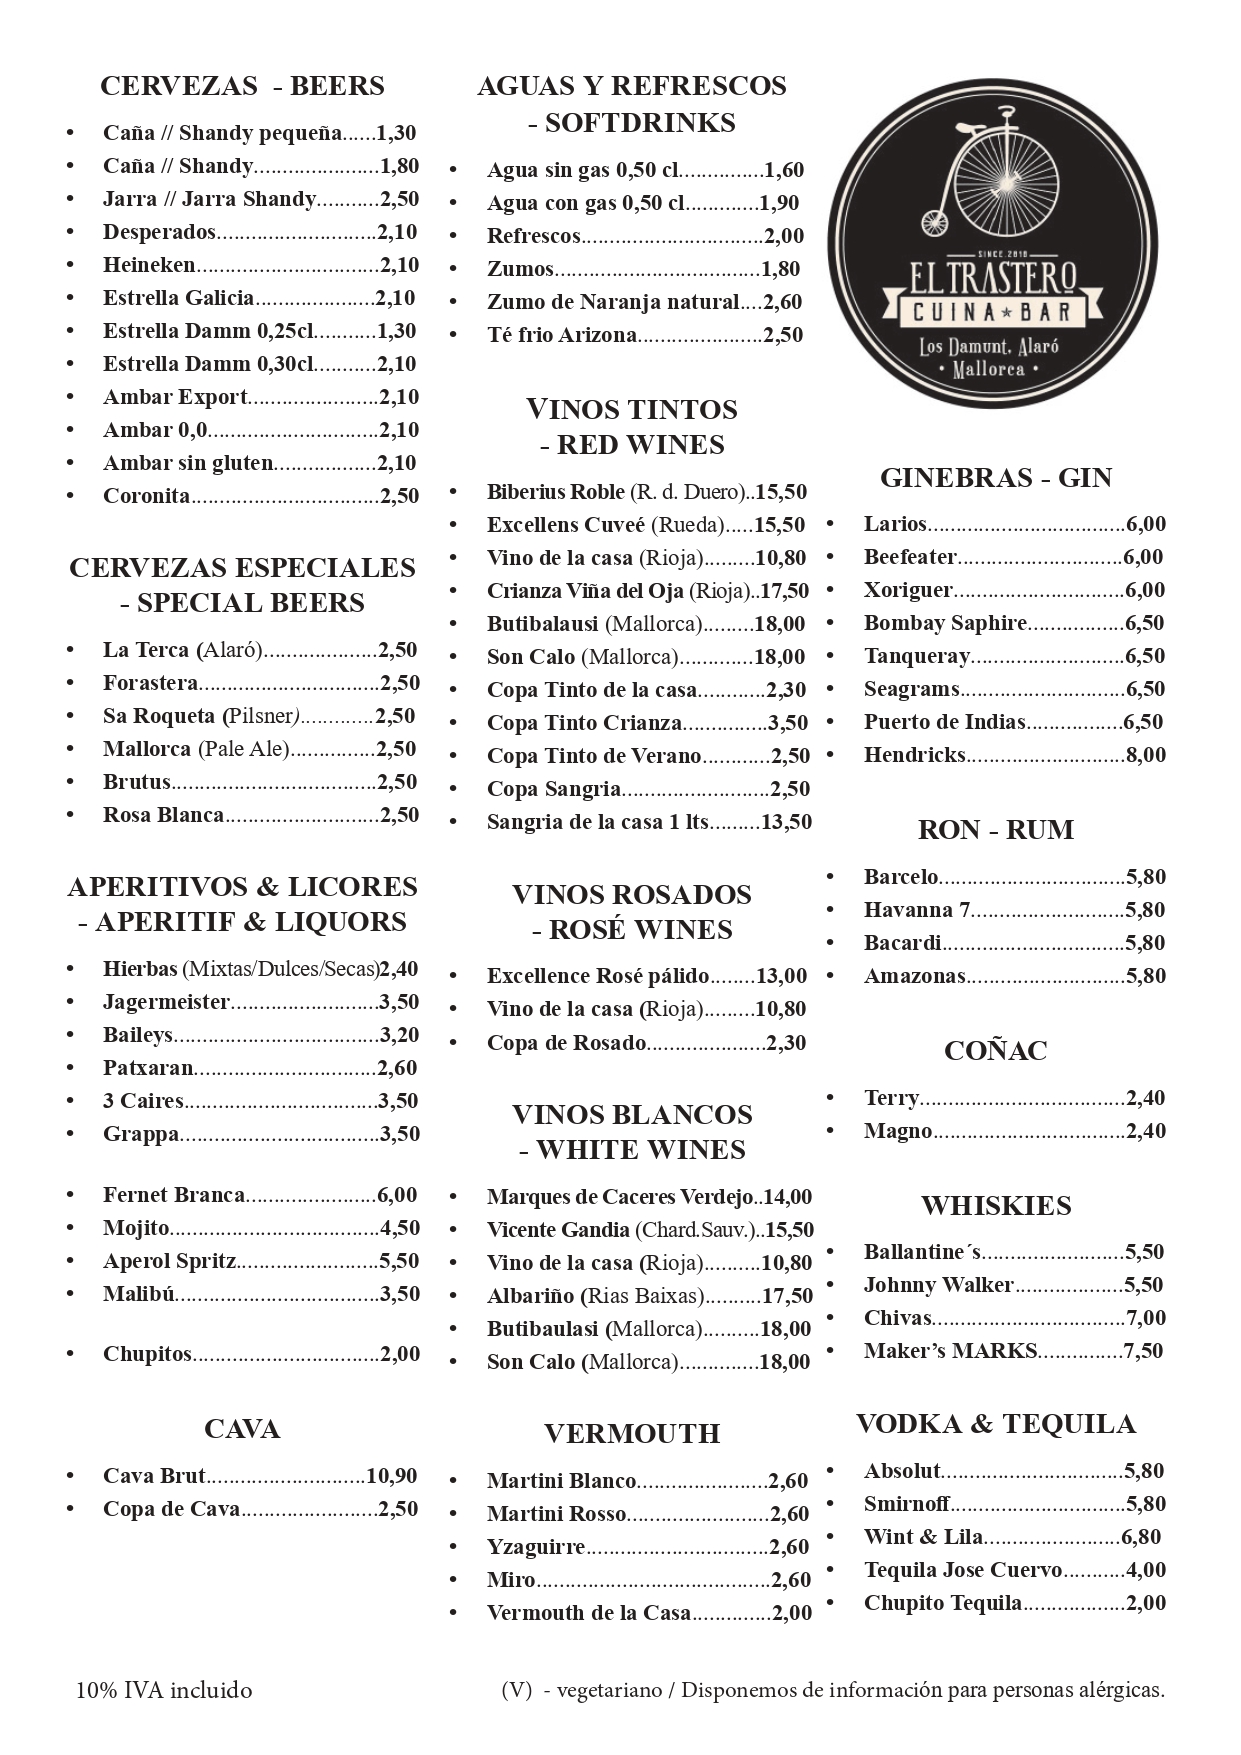 CERVEZAS - BEERS
• Caña // Shandy pequeña......1,30
• Caña // Shandy......................1,80
• Jarra // Jarra Shandy...........2,50
• Desperados............................2,10
• Heineken................................2,10
• Estrella Galicia.....................2,10
• Estrella Damm 0,25cl...........1,30
• Estrella Damm 0,30cl...........2,10
• Ambar Export.......................2,10
• Ambar 0,0..............................2,10
• Ambar sin gluten..................2,10
• Coronita.................................2,50
CERVEZAS ESPECIALES
- SPECIAL BEERS
• La Terca (Alaró)....................2,50
• Forastera................................2,50
• Sa Roqueta (Pilsner).............2,50
• Mallorca (Pale Ale)...............2,50
• Brutus....................................2,50
• Rosa Blanca...........................2,50
APERITIVOS & LICORES
- APERITIF & LIQUORS
• Hierbas (Mixtas/Dulces/Secas)2,40
• Jagermeister..........................3,50
• Baileys....................................3,20
• Patxaran................................2,60
• 3 Caires..................................3,50
• Grappa...................................3,50
• Fernet Branca.......................6,00
• Mojito.....................................4,50
• Aperol Spritz.........................5,50
• Malibú....................................3,50
• Chupitos.................................2,00
CAVA
• Cava Brut............................10,90
• Copa de Cava........................2,50
AGUAS Y REFRESCOS
- SOFTDRINKS
• Agua sin gas 0,50 cl...............1,60
• Agua con gas 0,50 cl.............1,90
• Refrescos................................2,00
• Zumos....................................1,80
• Zumo de Naranja natural....2,60
• Té frio Arizona......................2,50
VINOS TINTOS
- RED WINES
• Biberius Roble (R. d. Duero)..15,50
• Excellens Cuveé (Rueda).....15,50
• Vino de la casa (Rioja).........10,80
• Crianza Viña del Oja (Rioja)..17,50
• Butibalausi (Mallorca).........18,00
• Son Calo (Mallorca).............18,00
• Copa Tinto de la casa............2,30
• Copa Tinto Crianza...............3,50
• Copa Tinto de Verano............2,50
• Copa Sangria..........................2,50
• Sangria de la casa 1 lts.........13,50
VINOS ROSADOS
- ROSÉ WINES
• Excellence Rosé pálido........13,00
• Vino de la casa (Rioja).........10,80
• Copa de Rosado.....................2,30
VINOS BLANCOS
- WHITE WINES
• Marques de Caceres Verdejo..14,00
• Vicente Gandia (Chard.Sauv.)..15,50
• Vino de la casa (Rioja)..........10,80
• Albariño (Rias Baixas)..........17,50
• Butibaulasi (Mallorca)..........18,00
• Son Calo (Mallorca)..............18,00
VERMOUTH
• Martini Blanco.......................2,60
• Martini Rosso.........................2,60
• Yzaguirre................................2,60
• Miro.........................................2,60
• Vermouth de la Casa..............2,00
SINCE.2018
EL TRASTERO
CUINA★BAR
Los Damunt, Alaró
• Mallorca •
GINEBRAS - GIN
• Larios...................................6,00
• Beefeater.............................6,00
• Xoriguer..............................6,00
• Bombay Saphire.................6,50
• Tanqueray...........................6,50
• Seagrams.............................6,50
• Puerto de Indias.................6,50
• Hendricks............................8,00
RON - RUM
• Barcelo.................................5,80
• Havanna 7...........................5,80
• Bacardi................................5,80
• Amazonas............................5,80
COÑAC
• Terry....................................2,40
• Magno..................................2,40
WHISKIES
• Ballantine´s.........................5,50
• Johnny Walker...................5,50
• Chivas..................................7,00
• Maker’s MARKS...............7,50
VODKA & TEQUILA
• Absolut................................5,80
• Smirnoff...............................5,80
• Wint & Lila........................6,80
• Tequila Jose Cuervo...........4,00
• Chupito Tequila..................2,00
10% IVA incluido
(V) - vegetariano / Disponemos de información para personas alérgicas.